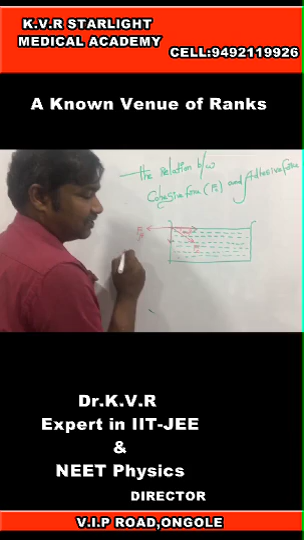 K.V.R STARLIGHT
MEDICAL ACADEMY
CELL:9492119926
A Known Venue of Ranks
The Relation b/w
Cohesive force (Fc) and Adhesive force
Dr.K.V.R
Expert in IIT-JEE
&
NEET Physics
DIRECTOR
V.I.P ROAD,ONGOLE